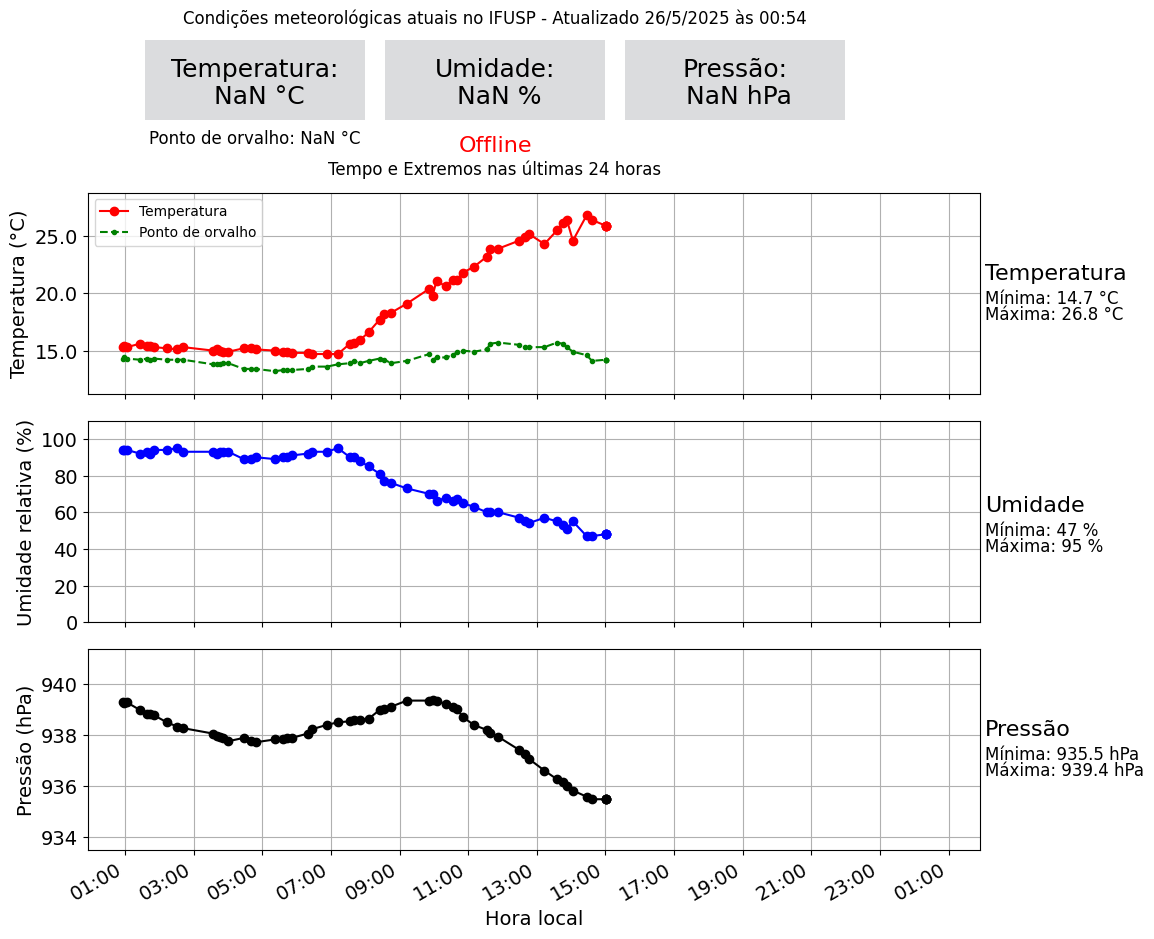 Condições meteorológicas atuais no IFUSP - Atualizado 26/5/2025 às 00:54
Temperatura:
NaN °C
Umidade:
NaN %
Pressão:
NaN hPa
Ponto de orvalho: NaN °C
Offline
Tempo e Extremos nas últimas 24 horas
Temperatura (°C)
25.0
20.0
15.0
Temperatura
Ponto de orvalho
Temperatura
Mínima: 14.7 °C
Máxima: 26.8 °C
Umidade relativa (%)
100
80
60
40
20
0
Umidade
Mínima: 47 %
Máxima: 95 %
Pressão (hPa)
940
938
936
934
Pressão
Mínima: 935.5 hPa
Máxima: 939.4 hPa
01:00 03:00 05:00 07:00 09:00 11:00 13:00 15:00 17:00 19:00 21:00 23:00 01:00
Hora local